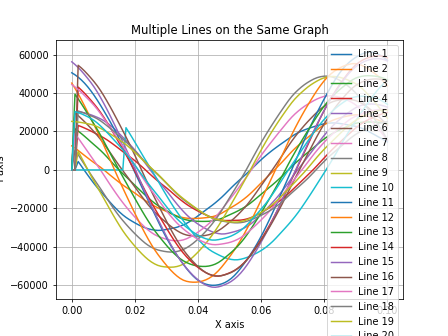 Multiple Lines on the Same Graph
60000
40000
20000
0
−20000
−40000
−60000
0.00
0.02
0.04
0.06
X axis
Line 1
Line 2
Line 3
Line 4
Line 5
Line 6
Line 7
Line 8
Line 9
Line 10
Line 11
Line 12
Line 13
Line 14
Line 15
Line 16
Line 17
Line 18
Line 19
Line 20